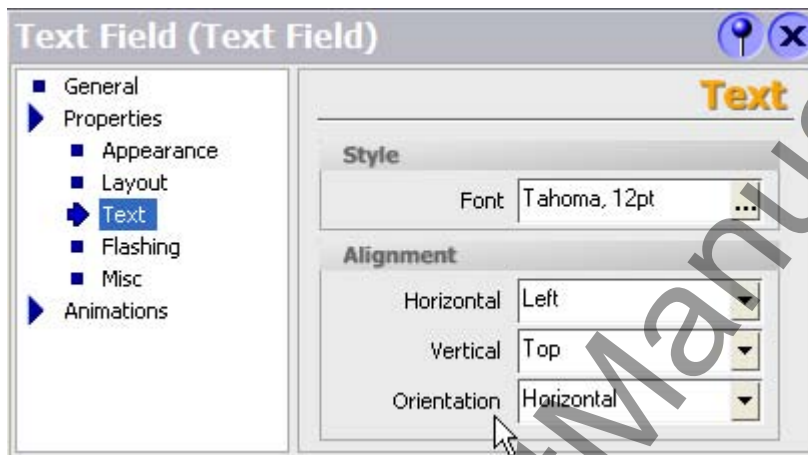 Text Field (Text Field)
General
Properties
Appearance
Layout
Text
Flashing
Misc
Animations
Text
Style
Font Tahoma, 12pt ...
Alignment
Horizontal Left
Vertical Top
Orientation Horizontal